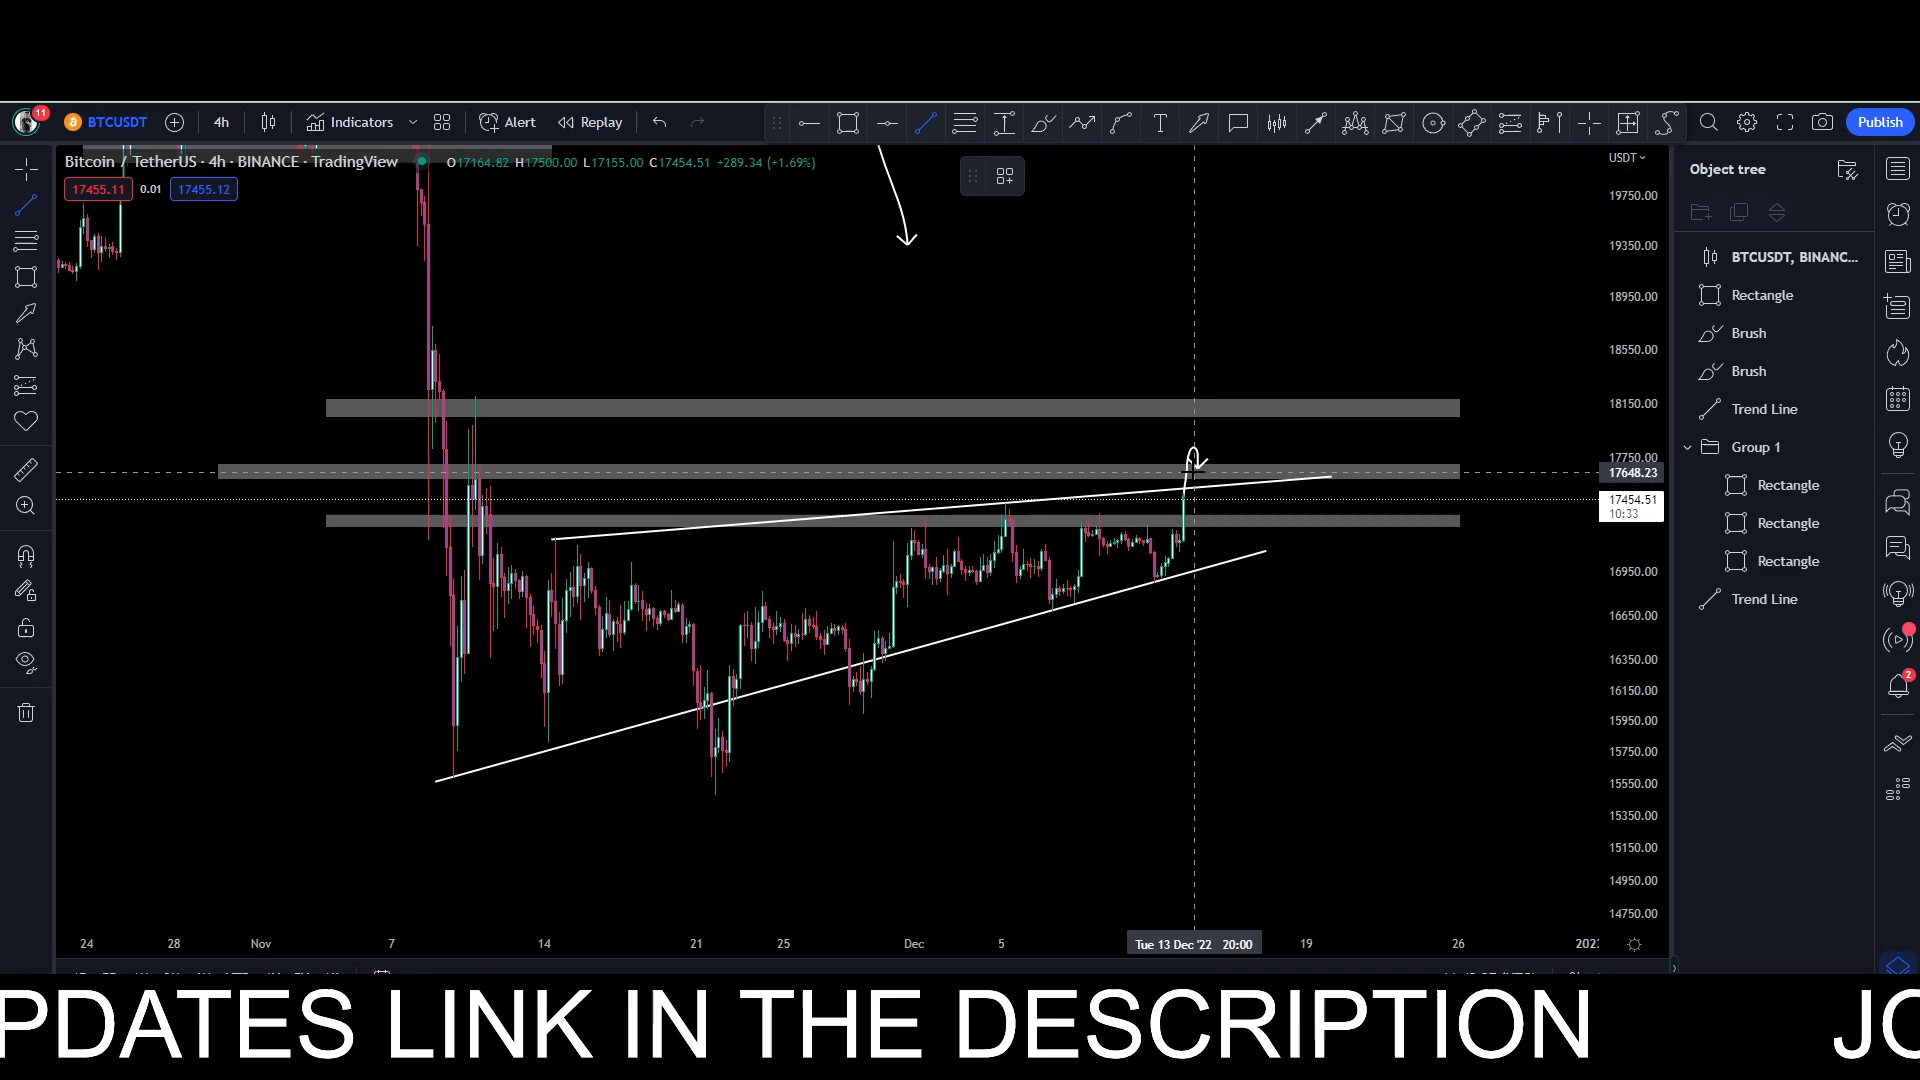 11
BTCUSDT
4h
Indicators
Alert
Replay
Publish
Bitcoin / TetherUS · 4h · BINANCE · TradingView
O17164.82 H17500.00 L17155.00 C17454.51 +289.34 (+1.69%)
17455.11
0.01
17455.12
USDT
19750.00
19350.00
18950.00
18550.00
18150.00
17750.00
17648.23
17454.51
10:33
16950.00
16650.00
16350.00
16150.00
15950.00
15750.00
15550.00
15350.00
15150.00
14950.00
14750.00
24
28
Nov
7
14
21
25
Dec
5
Tue 13 Dec '22 20:00
19
26
Object tree
BTCUSDT, BINANC...
Rectangle
Brush
Brush
Trend Line
Group 1
Rectangle
Rectangle
Rectangle
Trend Line
2
PDATES LINK IN THE DESCRIPTION
JO